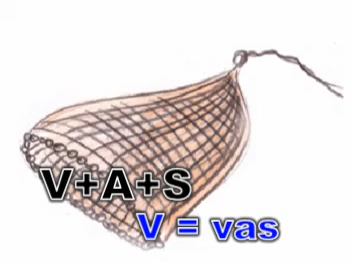 V+A+S
V = vas